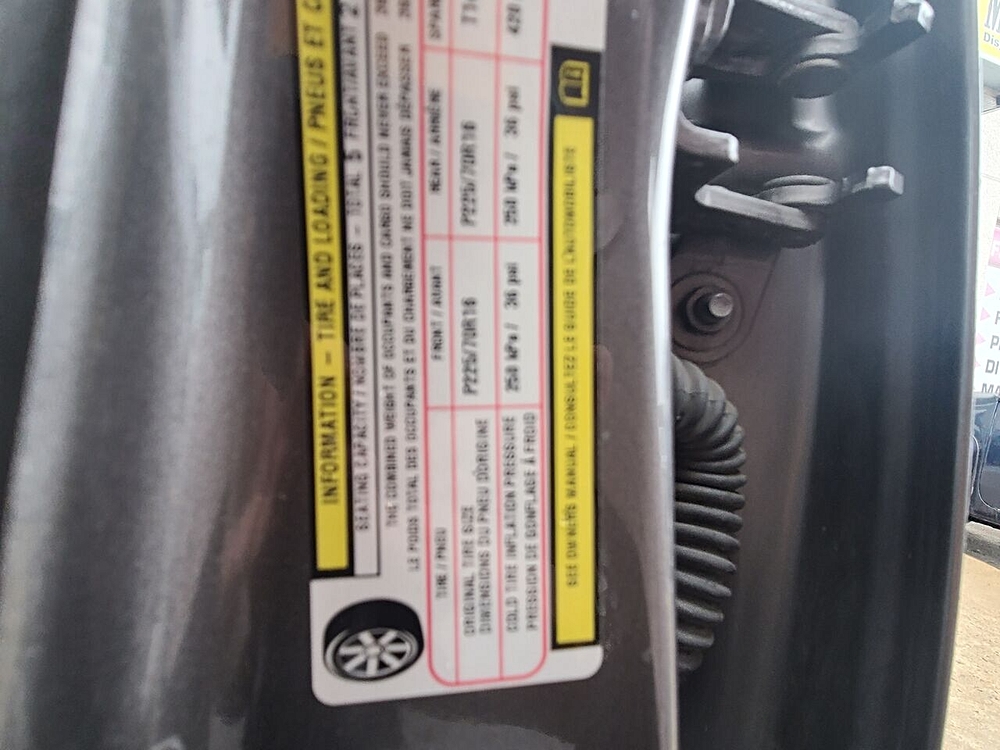 INFORMATION – TIRE AND LOADING / PNEUS ET C
SEATING CAPACITY / NOMBRE DE PLACES – TOTAL 5 FRONT/AVANT 2
THE COMBINED WEIGHT OF OCCUPANTS AND CARGO SHOULD NEVER EXCEED
LE POIDS TOTAL DES OCCUPANTS ET DU CHARGEMENT NE DOIT JAMAIS DÉPASSER
TIRE / PNEU FRONT / AVANT REAR / ARRIÈRE SPAR
ORIGINAL TIRE SIZE P225/70R16 P225/70R16
DIMENSIONS DU PNEU D'ORIGINE
COLD TIRE INFLATION PRESSURE 250 kPa / 36 psi 250 kPa / 36 psi 420
PRESSION DE GONFLAGE À FROID
SEE OWNERS MANUAL / CONSULTEZ LE GUIDE DE L'AUTOMOBILISTE